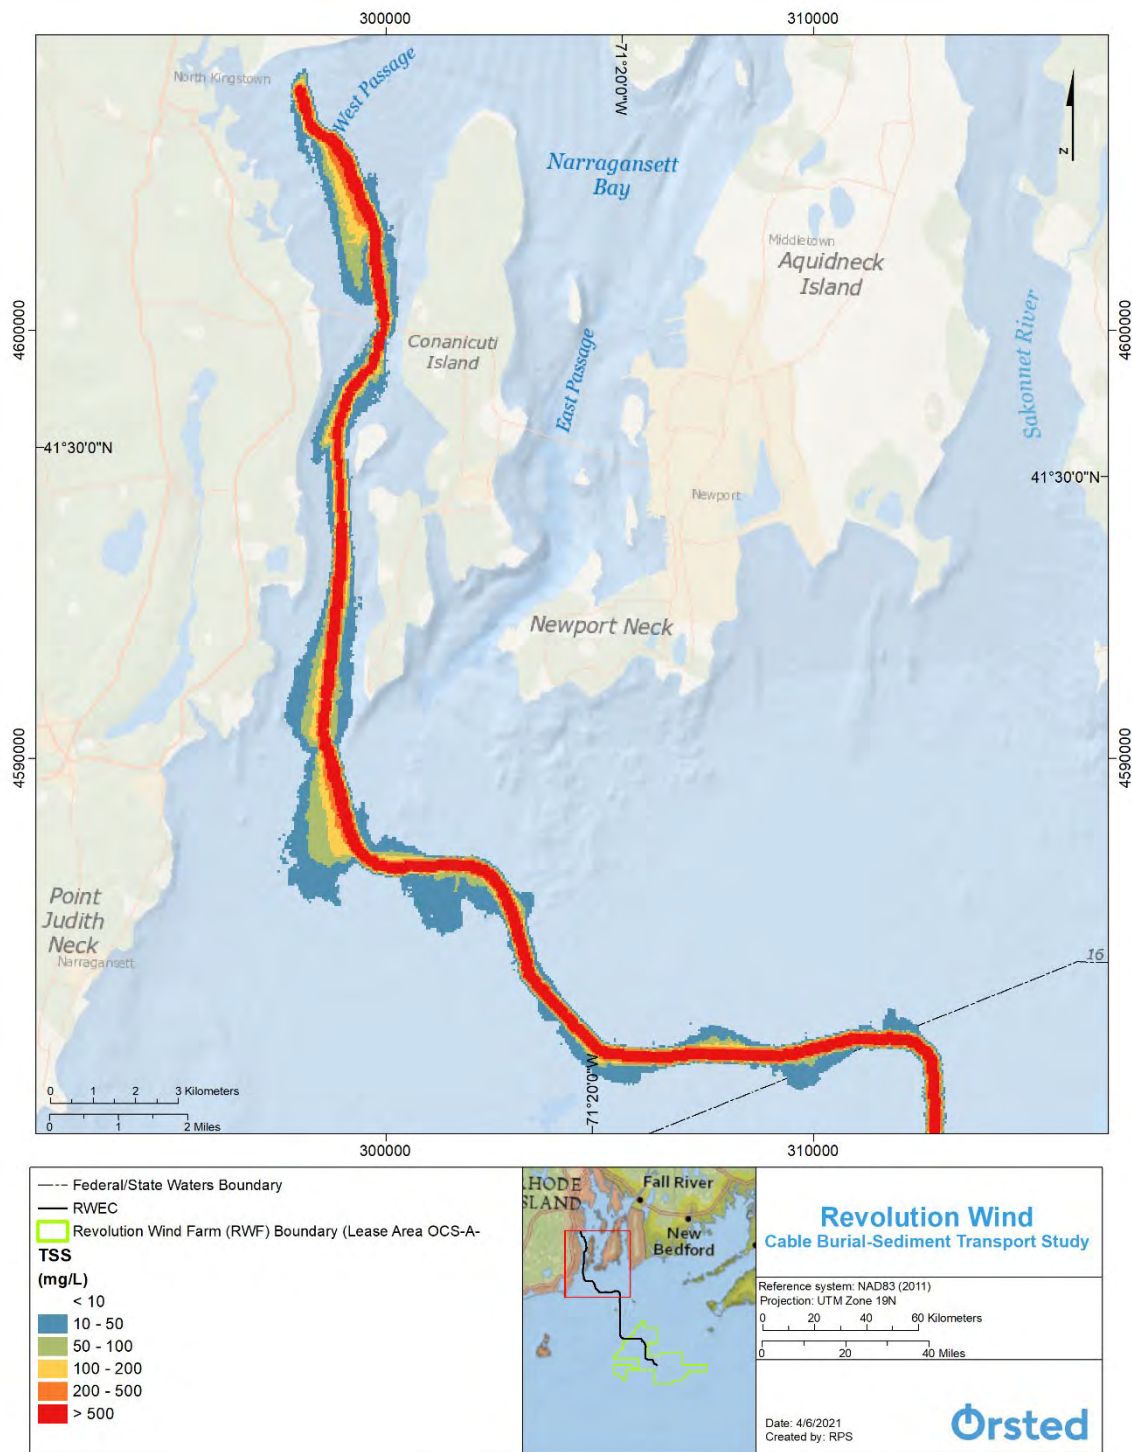 300000
310000
71°20'0"W
North Kingstown
West Passage
z
Narragansett
Bay
Middletown
Aquidneck
Island
Sakonnet River
4600000
4600000
Conanicuti
Island
East Passage
41°30'0"N
41°30'0"N
Newport
Newport Neck
4590000
4590000
Point
Judith
Neck
Narragansett
16
71°20'0"W
0 1 2 3 Kilometers
0 1 2 Miles
300000
310000
Federal/State Waters Boundary
RWEC
Revolution Wind Farm (RWF) Boundary (Lease Area OCS-A-
TSS
(mg/L)
< 10
10 - 50
50 - 100
100 - 200
200 - 500
> 500
RHODE
ISLAND
Fall River
New
Bedford
Revolution Wind
Cable Burial-Sediment Transport Study
Reference system: NAD83 (2011)
Projection: UTM Zone 19N
0 20 40 60 Kilometers
0 20 40 Miles
Date: 4/6/2021
Created by: RPS
Ørsted